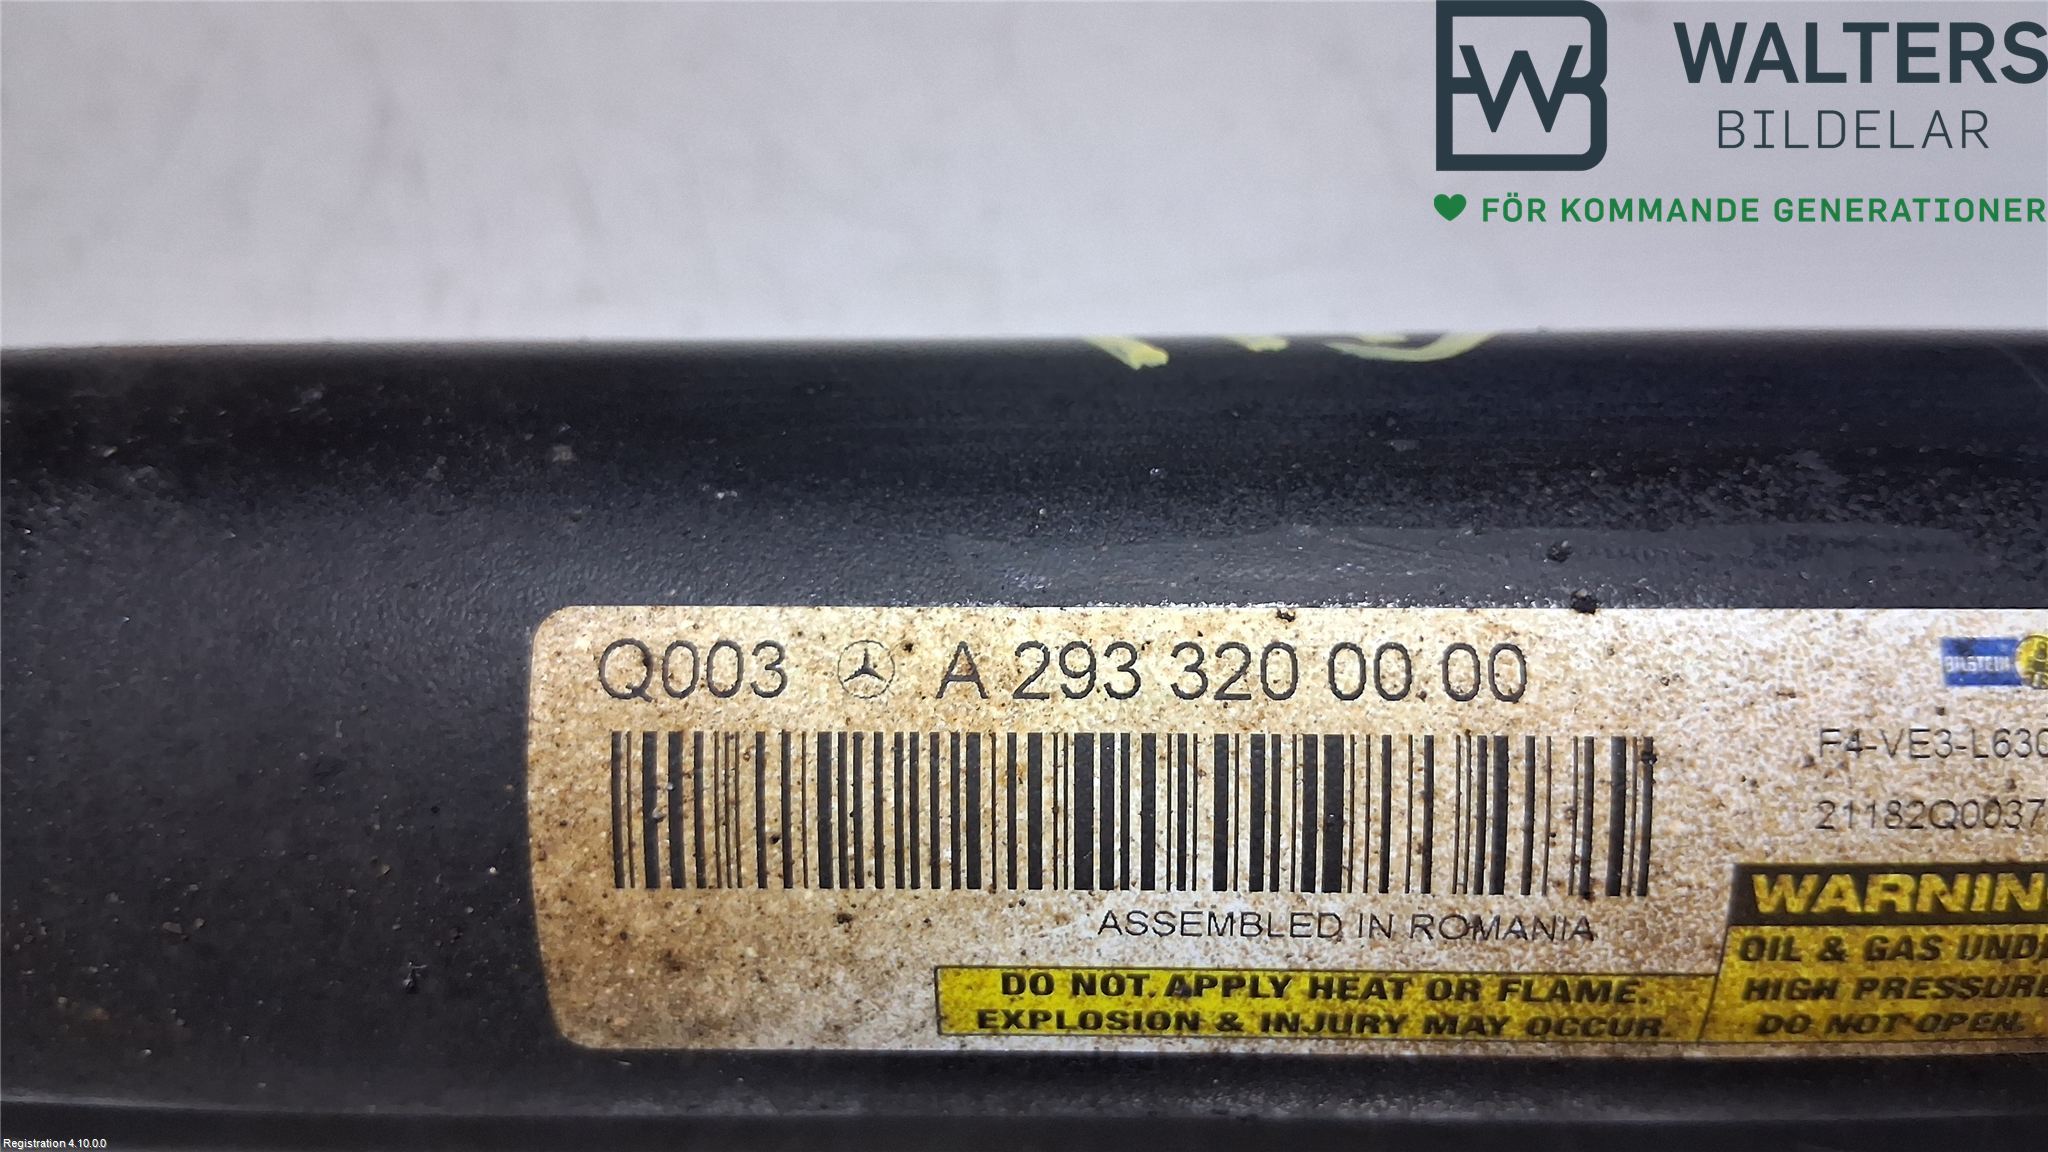 WALTERS
BILDELAR
FÖR KOMMANDE GENERATIONER
Q003 A 293 320 00 00
BILSTEIN
F4-VE3-L630
21182Q0037
ASSEMBLED IN ROMANIA
WARNIN
OIL & GAS UND
HIGH PRESSURE
DO NOT OPEN.
DO NOT APPLY HEAT OR FLAME.
EXPLOSION & INJURY MAY OCCUR.
Registration 4.10.0.0